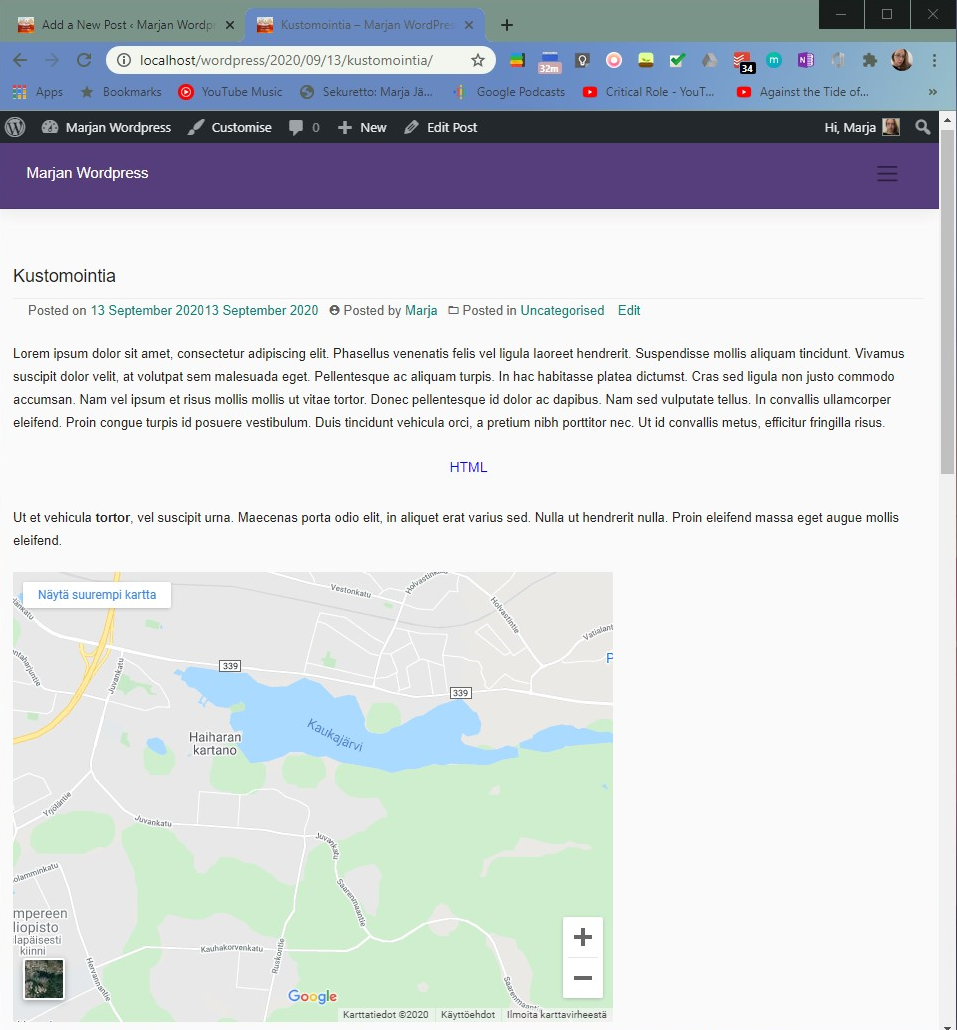 Add a New Post ‹ Marjan Wordpr
Kustomointia – Marjan WordPres
localhost/wordpress/2020/09/13/kustomointia/
32m
34
Apps
Bookmarks
YouTube Music
Sekuretto: Marja Jä...
Google Podcasts
Critical Role - YouT...
Against the Tide of...
»
Marjan Wordpress
Customise
0
New
Edit Post
Hi, Marja
Marjan Wordpress
Kustomointia
Posted on 13 September 202013 September 2020 Posted by Marja Posted in Uncategorised Edit
Lorem ipsum dolor sit amet, consectetur adipiscing elit. Phasellus venenatis felis vel ligula laoreet hendrerit. Suspendisse mollis aliquam tincidunt. Vivamus
suscipit dolor velit, at volutpat sem malesuada eget. Pellentesque ac aliquam turpis. In hac habitasse platea dictumst. Cras sed ligula non justo commodo
accumsan. Nam vel ipsum et risus mollis mollis ut vitae tortor. Donec pellentesque id dolor ac dapibus. Nam sed vulputate tellus. In convallis ullamcorper
eleifend. Proin congue turpis id posuere vestibulum. Duis tincidunt vehicula orci, a pretium nibh porttitor nec. Ut id convallis metus, efficitur fringilla risus.
HTML
Ut et vehicula tortor, vel suscipit urna. Maecenas porta odio elit, in aliquet erat varius sed. Nulla ut hendrerit nulla. Proin eleifend massa eget augue mollis
eleifend.
Näytä suurempi kartta
Vestonkatu
Holvastinkatu
Holvastintie
Vatialant
ankatu
ntaharjuntie
Juvankatu
339
339
P
Kaukajärvi
Haiharan
kartano
Yrjöläntie
Juvankatu
Juvankatu
Saarenmaantie
olamminkatu
mpereen
liopisto
lapäisesti
kiinni
Kauhakorvenkatu
Ruskontie
Hervannantie
Saarenmaant
Google
Karttatiedot ©2020
Käyttöehdot
Ilmoita karttavirheestä